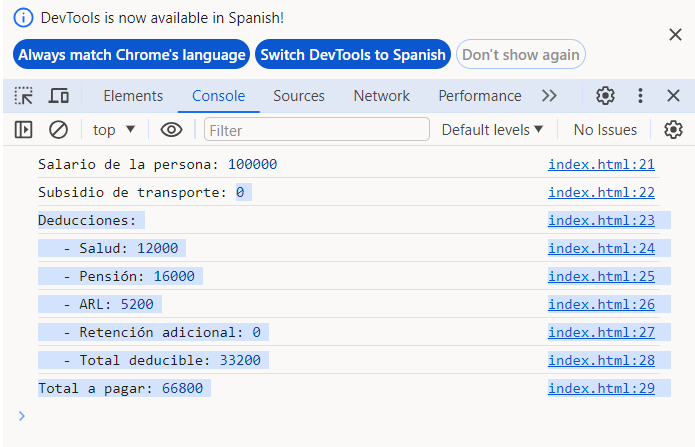 DevTools is now available in Spanish!
Always match Chrome's language Switch DevTools to Spanish Don't show again
Elements Console Sources Network Performance
top Filter Default levels No Issues
Salario de la persona: 100000 index.html:21
Subsidio de transporte: 0 index.html:22
Deducciones: index.html:23
- Salud: 12000 index.html:24
- Pensión: 16000 index.html:25
- ARL: 5200 index.html:26
- Retención adicional: 0 index.html:27
- Total deducible: 33200 index.html:28
Total a pagar: 66800 index.html:29